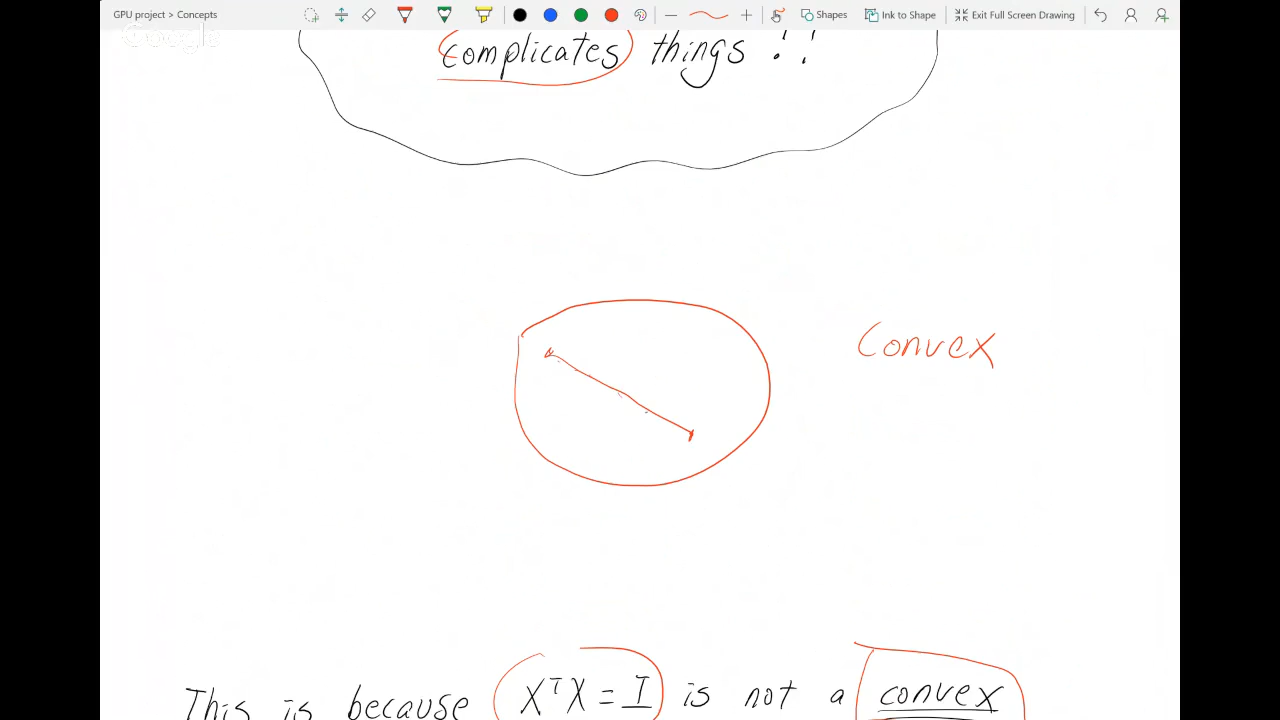 GPU project > Concepts
Shapes
Ink to Shape
Exit Full Screen Drawing
Google
complicates things !!
Convex
This is because XᵀX = I is not a convex